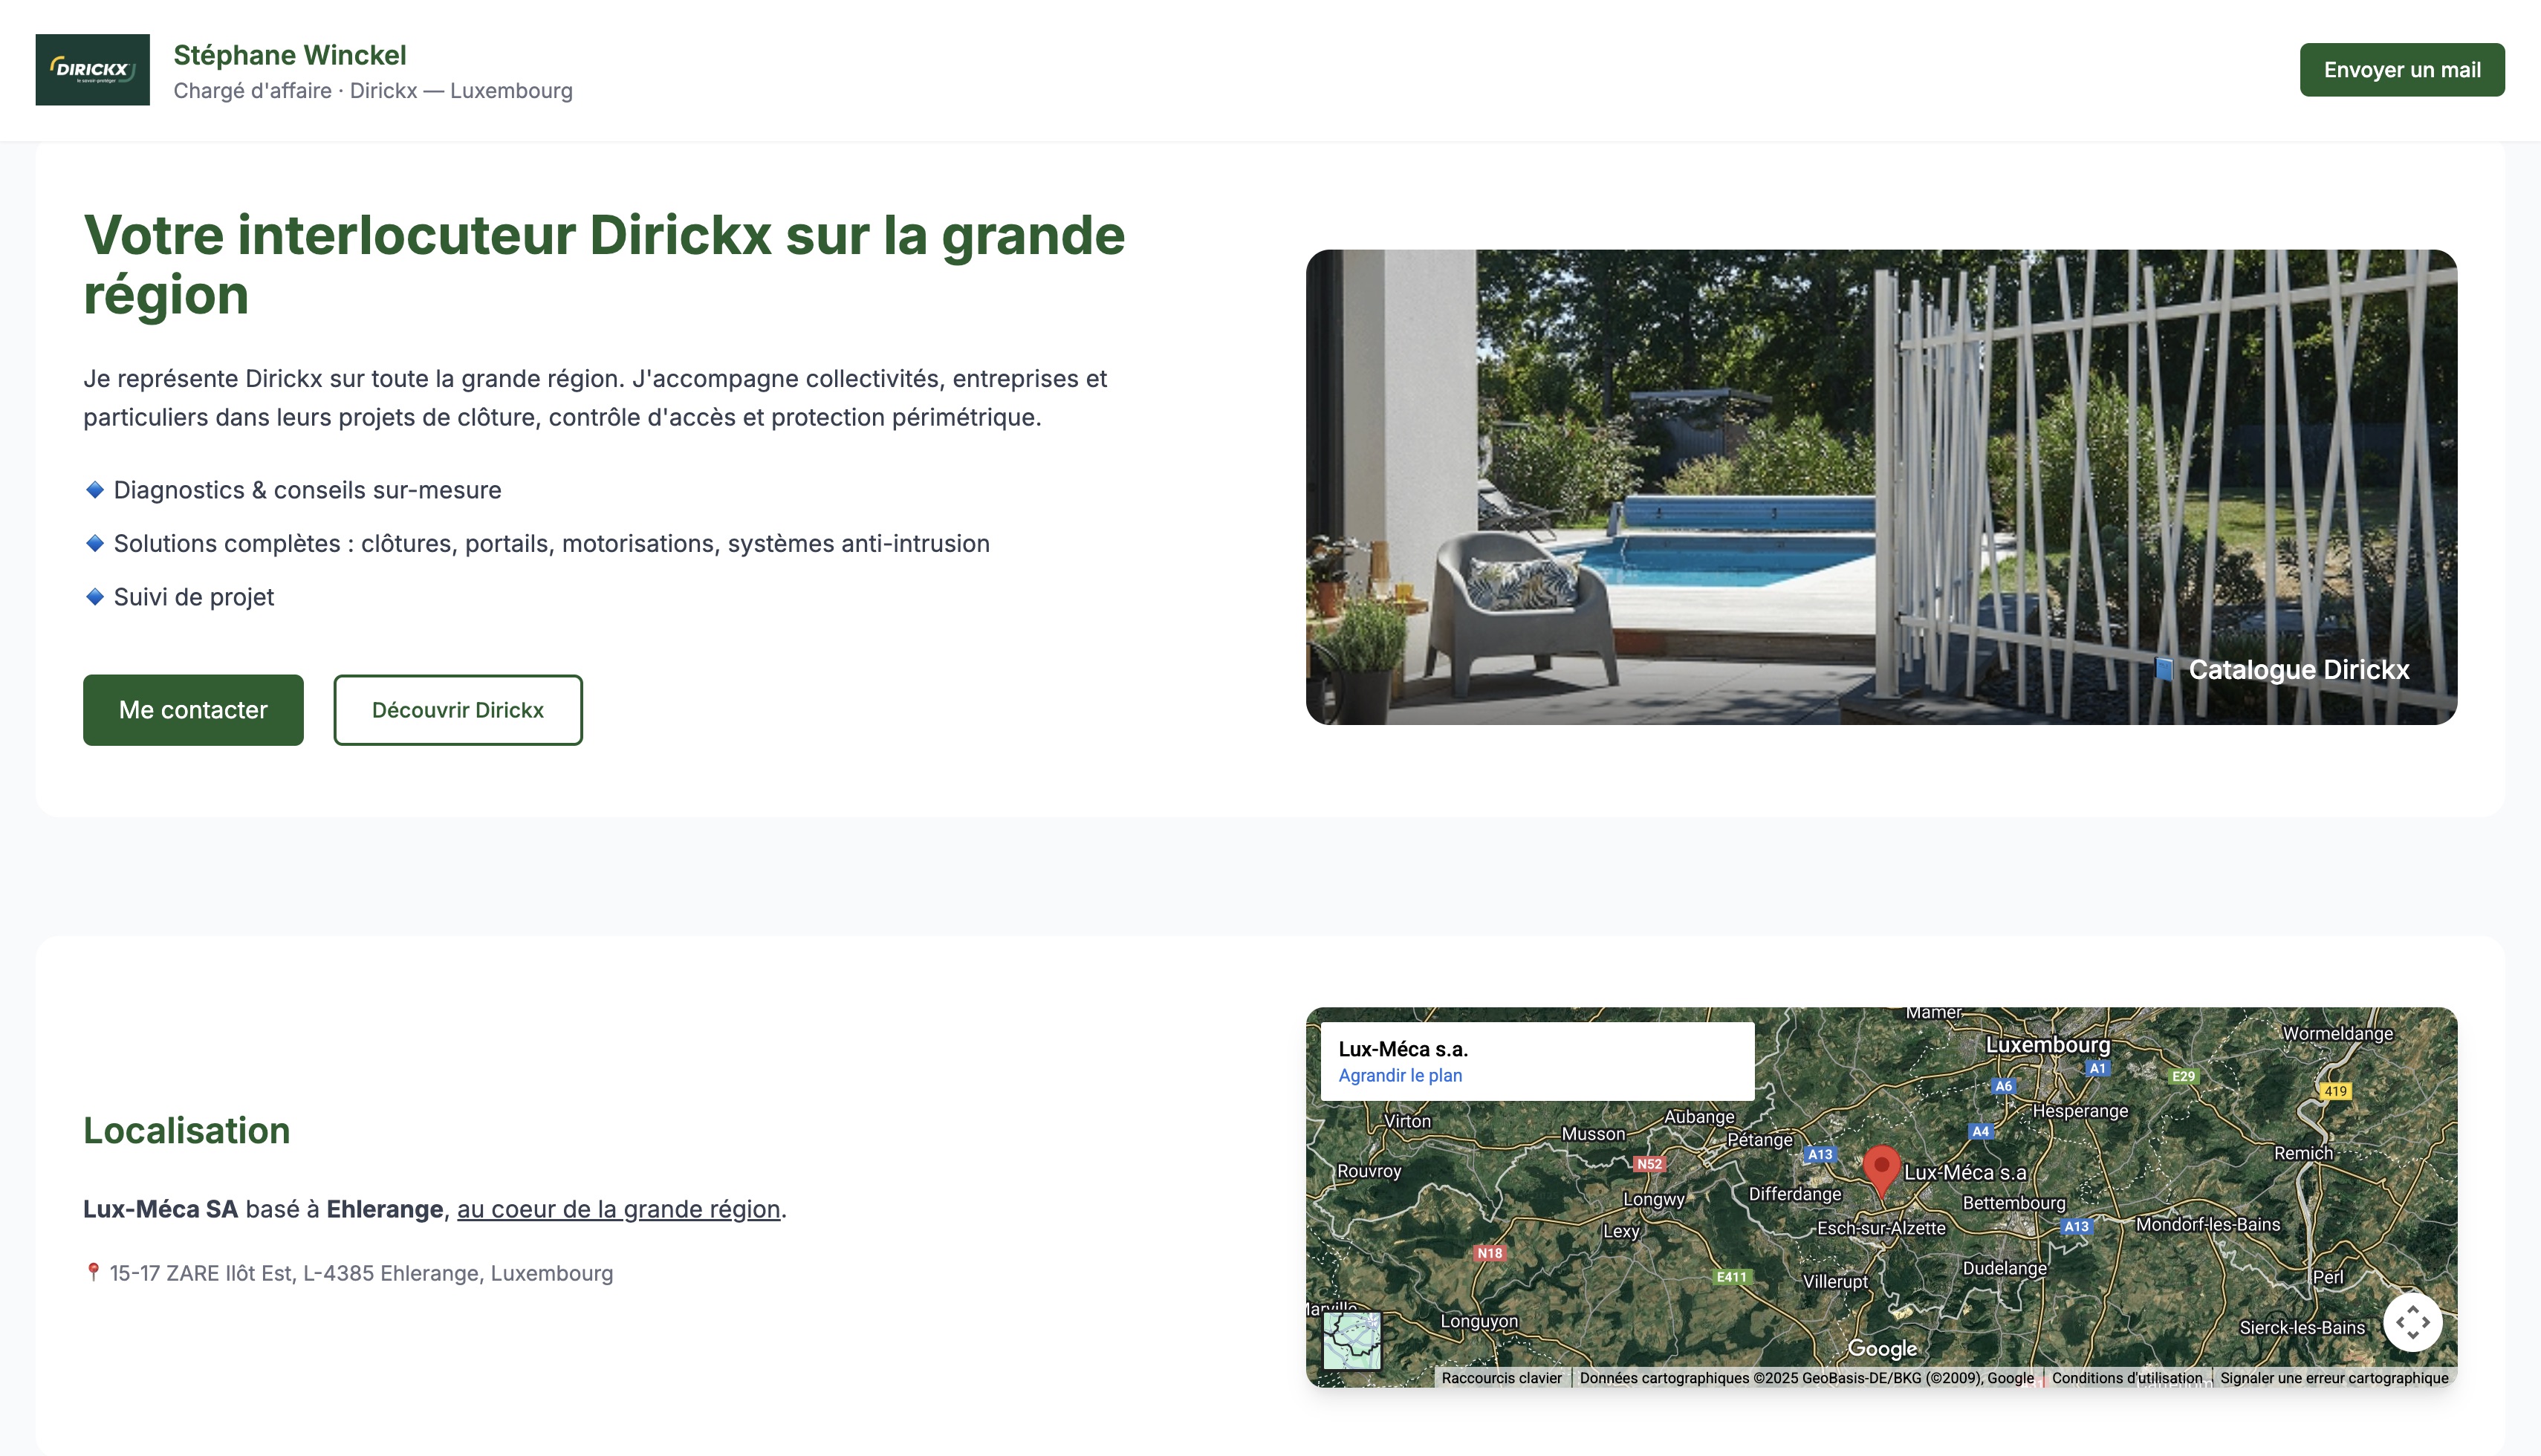 DIRICKX
le savoir-protéger
Stéphane Winckel
Chargé d'affaire · Dirickx — Luxembourg
Envoyer un mail
Votre interlocuteur Dirickx sur la grande
région
Je représente Dirickx sur toute la grande région. J'accompagne collectivités, entreprises et
particuliers dans leurs projets de clôture, contrôle d'accès et protection périmétrique.
Diagnostics & conseils sur-mesure
Solutions complètes : clôtures, portails, motorisations, systèmes anti-intrusion
Suivi de projet
Me contacter
Découvrir Dirickx
Catalogue Dirickx
Localisation
Lux-Méca SA basé à Ehlerange, au coeur de la grande région.
15-17 ZARE Ilôt Est, L-4385 Ehlerange, Luxembourg
Lux-Méca s.a.
Agrandir le plan
Mamer
Wormeldange
Luxembourg
A1
E29
A6
419
Hesperange
Virton
Aubange
Musson
Pétange
A4
A13
Remich
N52
Rouvroy
Lux-Méca s.a
Longwy
Differdange
Bettembourg
Lexy
Esch-sur-Alzette
A13
Mondorf-les-Bains
N18
E411
Villerupt
Dudelange
Perl
Marville
Longuyon
Sierck-les-Bains
Google
Raccourcis clavier
Données cartographiques ©2025 GeoBasis-DE/BKG (©2009), Google
Conditions d'utilisation
Signaler une erreur cartographique